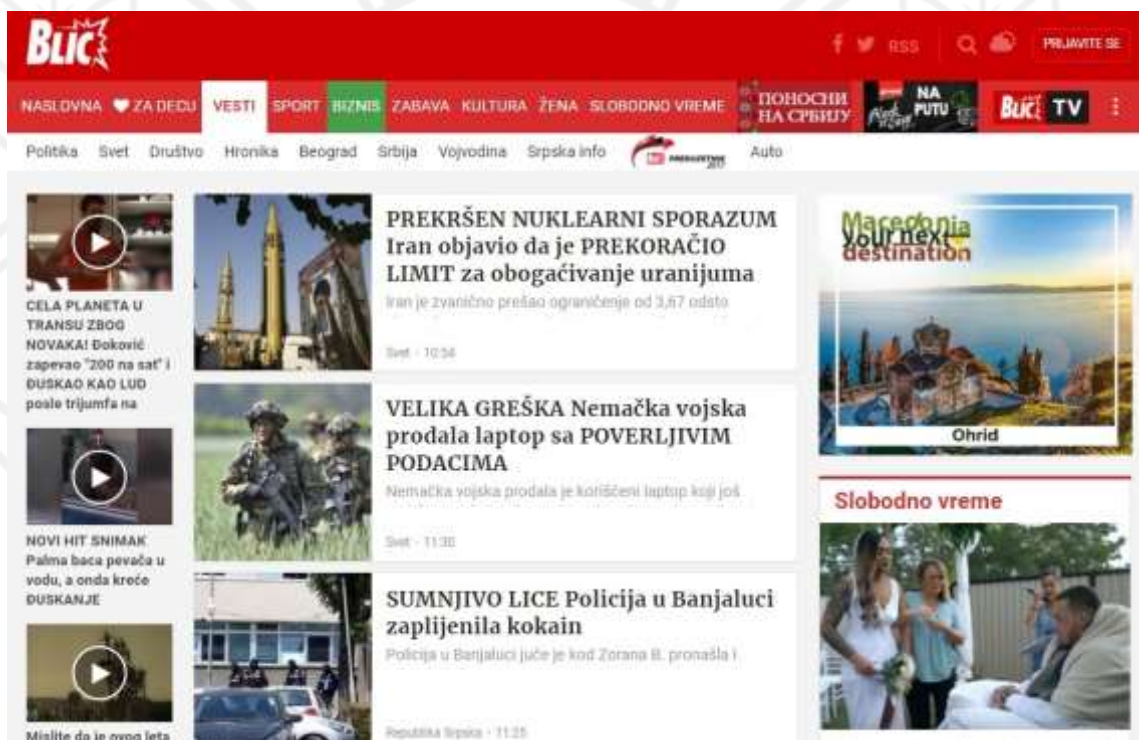 BLIC
RSS
PRIJAVITE SE
NASLOVNA ZA DECU VESTI SPORT BIZNIS ZABAVA KULTURA ŽENA SLOBODNO VREME ПОНОСНИ НА СРБИЈУ NA PUTU BLIC TV
Politika Svet Društvo Hronika Beograd Srbija Vojvodina Srpska info Auto
CELA PLANETA U
TRANSU ZBOG
NOVAKA! Đoković
zapevao "200 na sat" i
ĐUSKAO KAO LUD
posle trijumfa na
NOVI HIT SNIMAK
Palma baca pevača u
vodu, a onda kreće
ĐUSKANJE
Mislite da je ovog leta
PREKRŠEN NUKLEARNI SPORAZUM
Iran objavio da je PREKORAČIO
LIMIT za obogaćivanje uranijuma
Iran je zvanično prešao ograničenje od 3,67 odsto
Svet - 10:54
VELIKA GREŠKA Nemačka vojska
prodala laptop sa POVERLJIVIM
PODACIMA
Nemačka vojska prodala je korišćeni laptop koji još
Svet - 11:30
SUMNJIVO LICE Policija u Banjaluci
zaplijenila kokain
Policija u Banjaluci juče je kod Zorana B. pronašla i
Republika Srpska - 11:25
Macedonia
your next
destination
Ohrid
Slobodno vreme